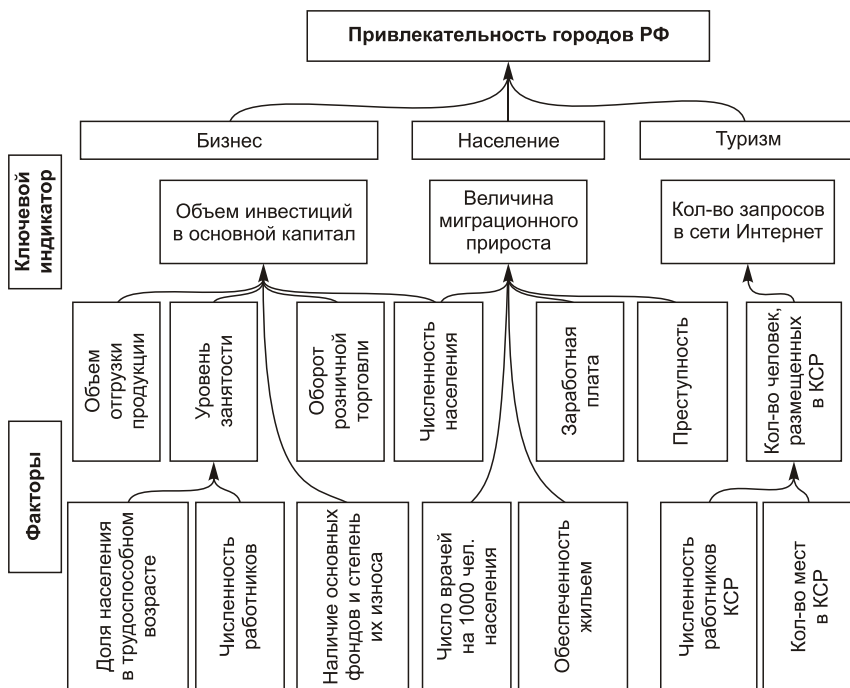 Привлекательность городов РФ
Бизнес
Население
Туризм
Ключевой
индикатор
Объем инвестиций
в основной капитал
Величина
миграционного
прироста
Кол-во запросов
в сети Интернет
Факторы
Объем
отгрузки
продукции
Уровень
занятости
Оборот
розничной
торговли
Численность
населения
Заработная
плата
Преступность
Кол-во человек,
размещенных
в КСР
Доля населения
в трудоспособном
возрасте
Численность
работников
Наличие основных
фондов и степень
их износа
Число врачей
на 1000 чел.
населения
Обеспеченность
жильем
Численность
работников
КСР
Кол-во мест
в КСР